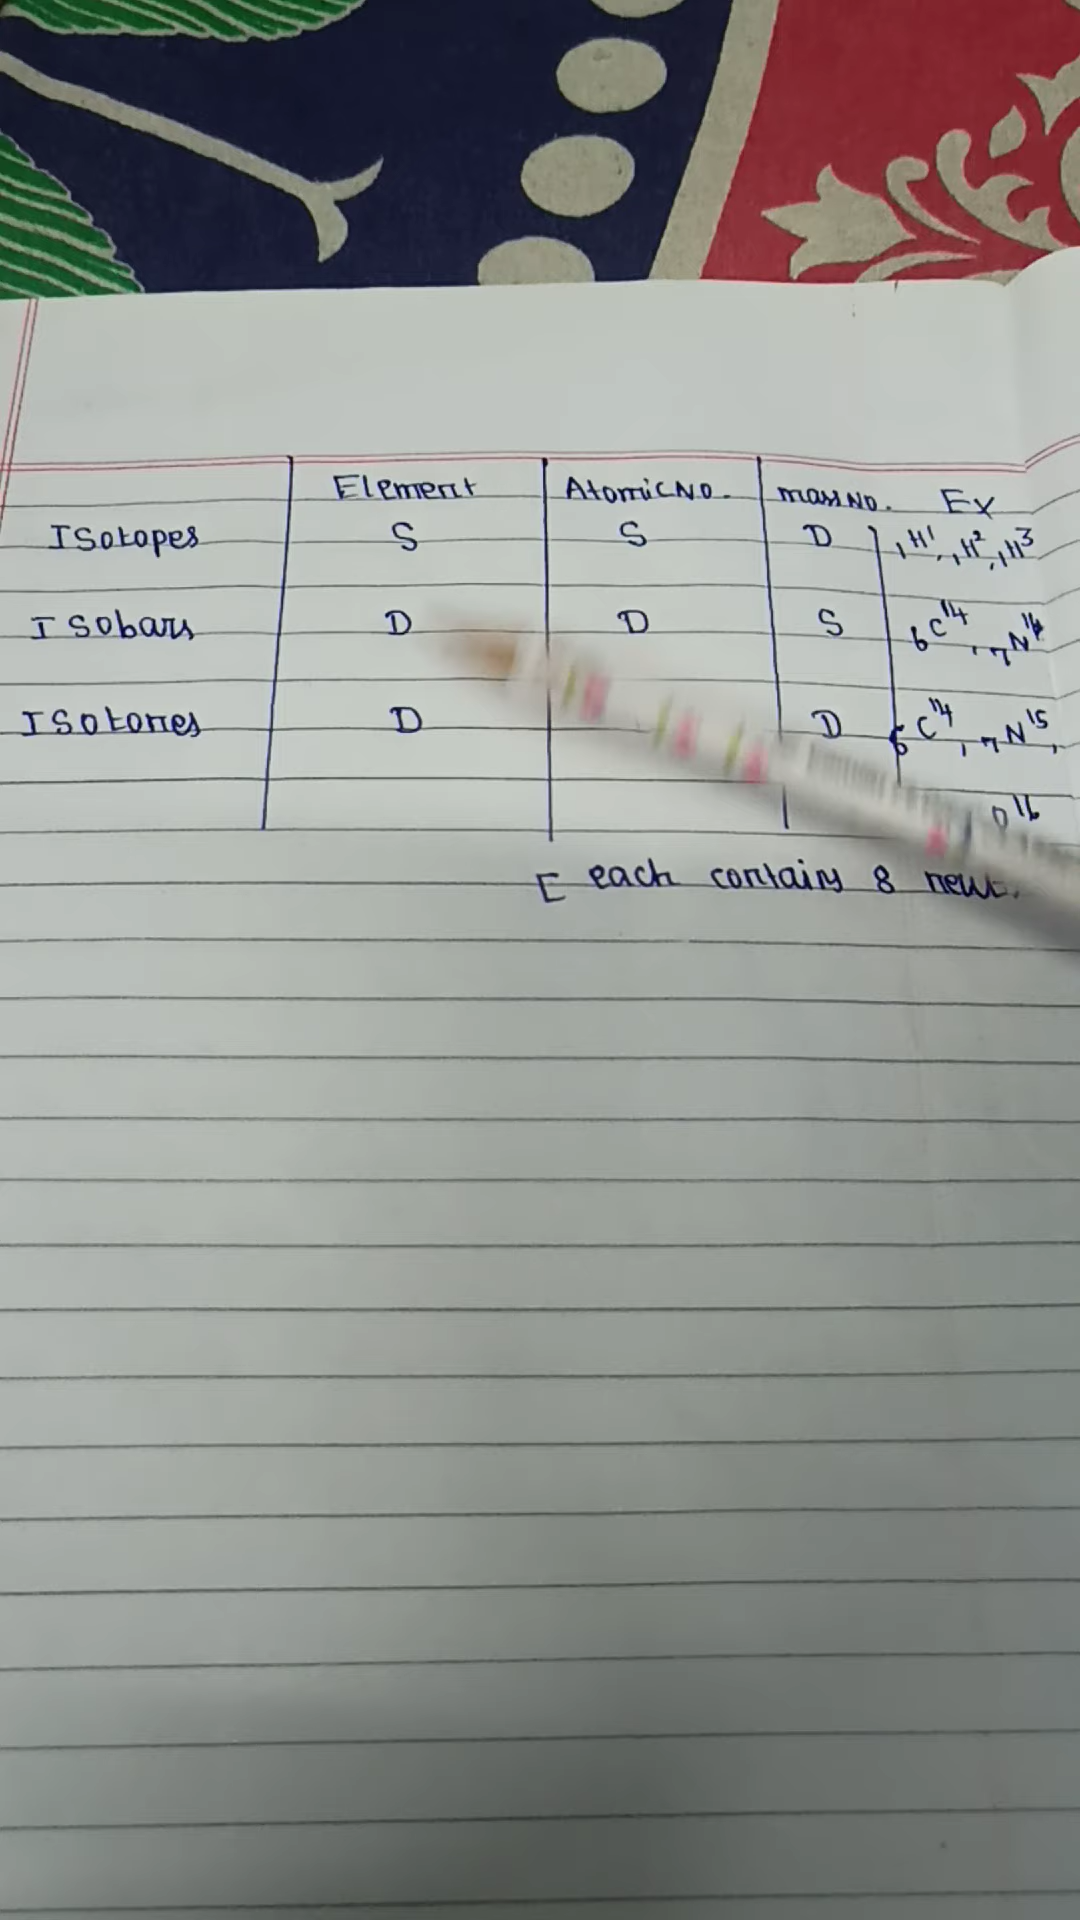 Element Atomic No. mass No. Ex
Isotopes S S D ₁H¹, ₁H², ₁H³
Isobars D D S ₆C¹⁴, ₇N¹⁴
Isotones D D ₆C¹⁴, ₇N¹⁵,
O¹⁶
[ each contains 8 neut.